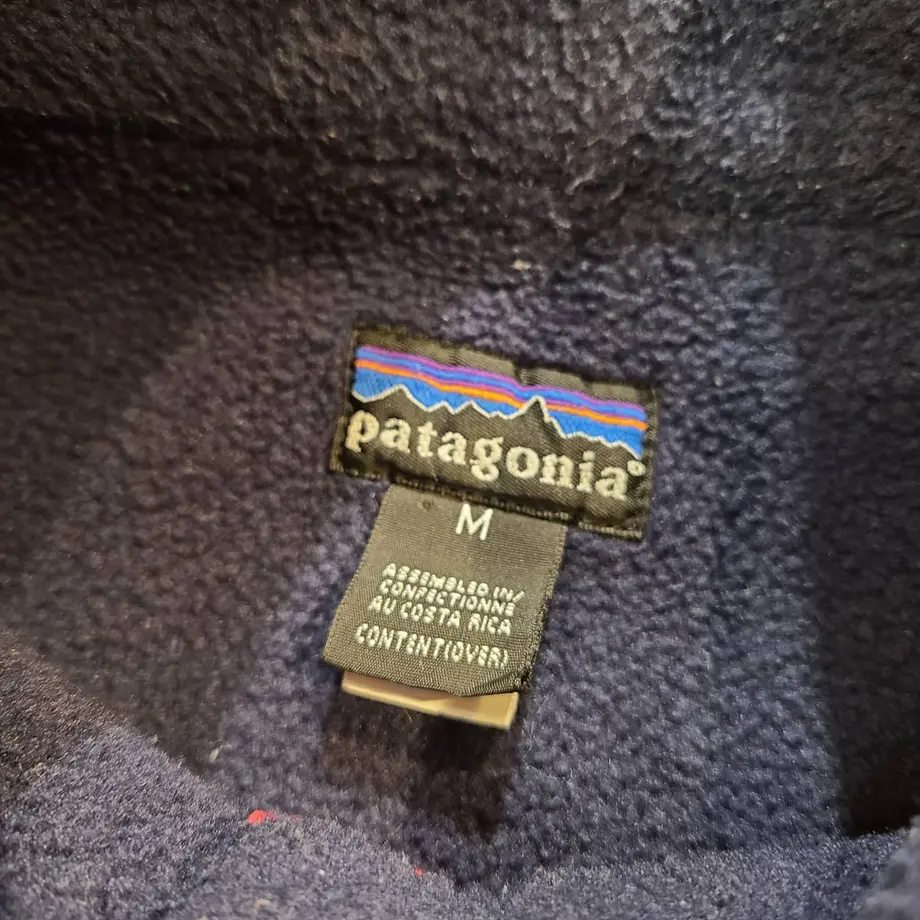 patagonia®
M
ASSEMBLED IN/
CONFECTIONNE
AU COSTA RICA
CONTENT(OVER)